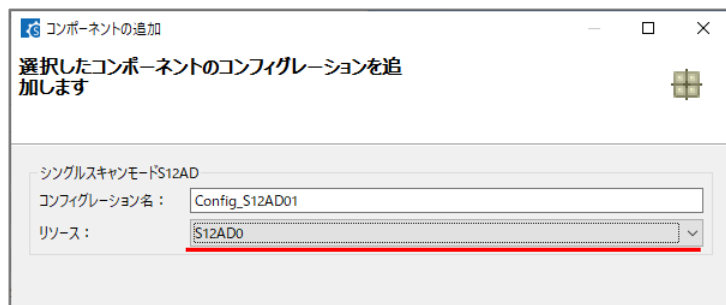 コンポーネントの追加
選択したコンポーネントのコンフィグレーションを追
加します
シングルスキャンモードS12AD
コンフィグレーション名：
Config_S12AD01
リソース：
S12AD0